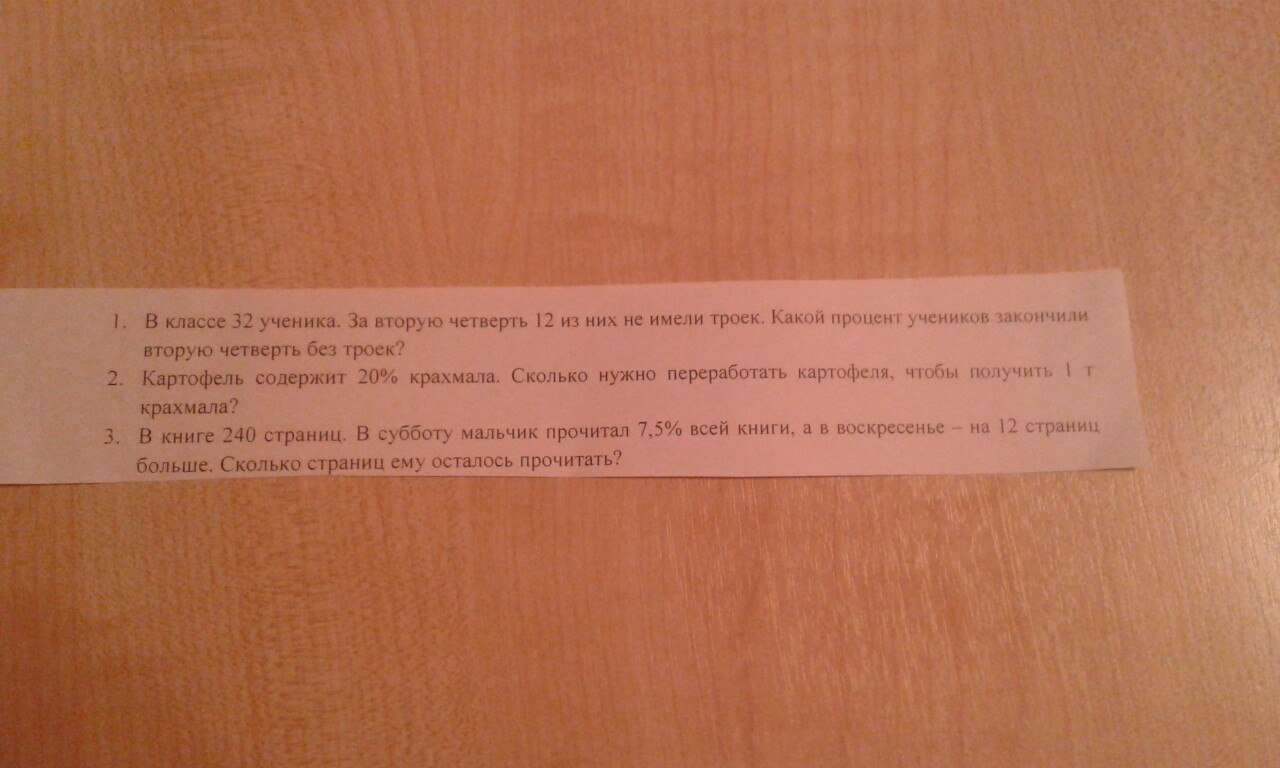 1. В классе 32 ученика. За вторую четверть 12 из них не имели троек. Какой процент учеников закончили
вторую четверть без троек?
2. Картофель содержит 20% крахмала. Сколько нужно переработать картофеля, чтобы получить 1 т
крахмала?
3. В книге 240 страниц. В субботу мальчик прочитал 7,5% всей книги, а в воскресенье – на 12 страниц
больше. Сколько страниц ему осталось прочитать?